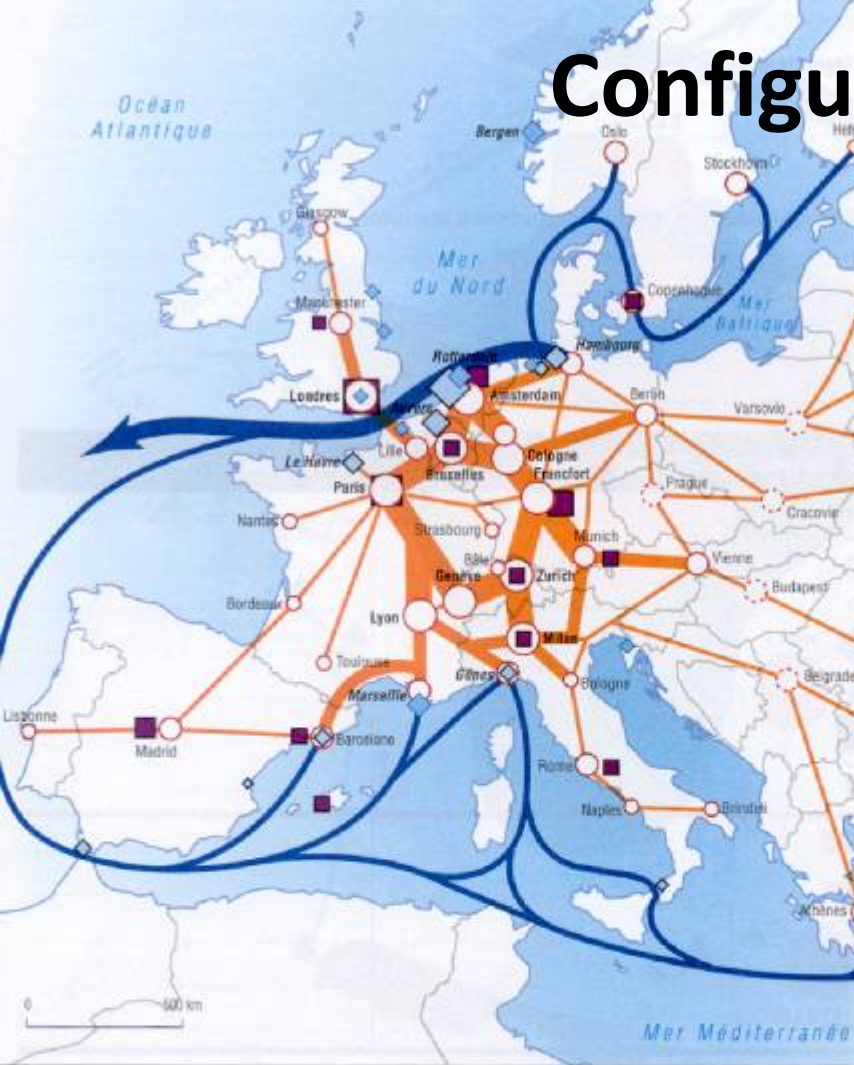 Configu
Océan
Atlantique
Bergen
Oslo
Hel
Stockholm
Glasgow
Mer
du Nord
Copenhague
Manchester
Mer
Baltique
Rotterdam
Hambourg
Londres
Anvers
Amsterdam
Berlin
Varsovie
Lille
Cologne
Le Havre
Bruxelles
Francfort
Paris
Prague
Cracovie
Nantes
Strasbourg
Munich
Bâle
Vienne
Genève
Zurich
Budapest
Bordeaux
Lyon
Milan
Toulouse
Gênes
Bologne
Belgrade
Marseille
Lisbonne
Madrid
Barcelone
Rome
Naples
Brindisi
Athènes
0
500 km
Mer Méditerranée